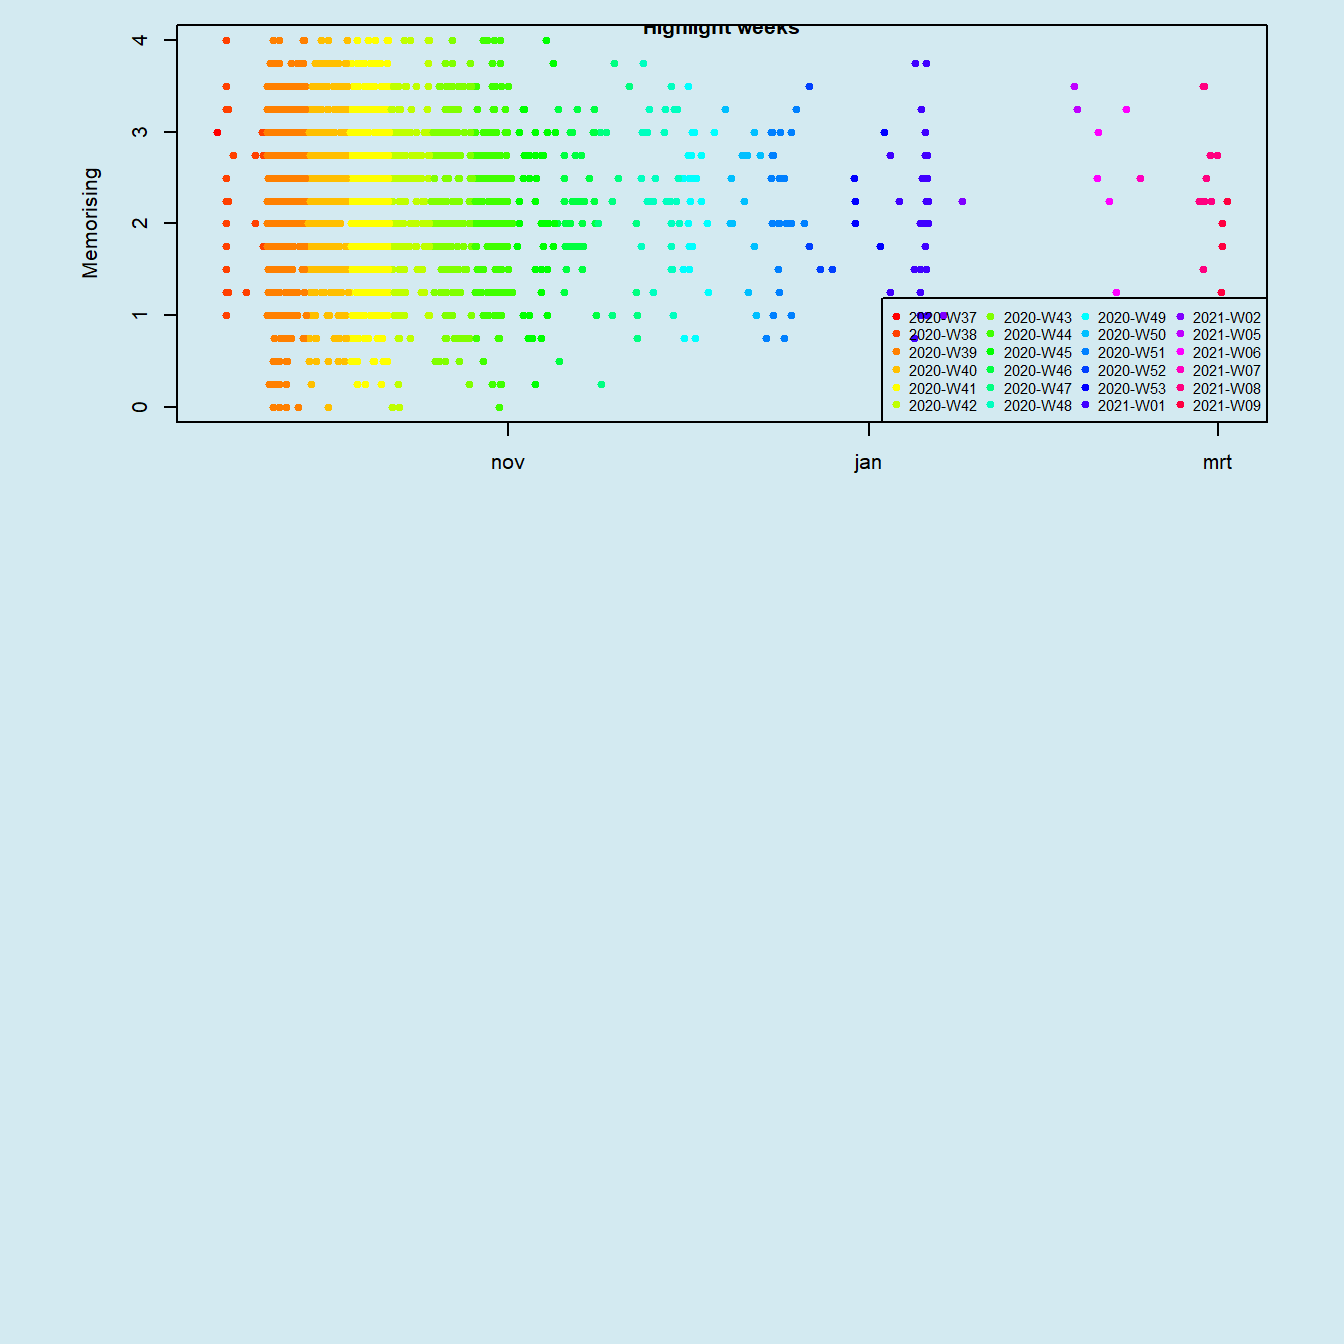 Highlight weeks
4
3
2
1
0
Memorising
2020-W37 2020-W43 2020-W49 2021-W02
2020-W38 2020-W44 2020-W50 2021-W05
2020-W39 2020-W45 2020-W51 2021-W06
2020-W40 2020-W46 2020-W52 2021-W07
2020-W41 2020-W47 2020-W53 2021-W08
2020-W42 2020-W48 2021-W01 2021-W09
nov jan mrt